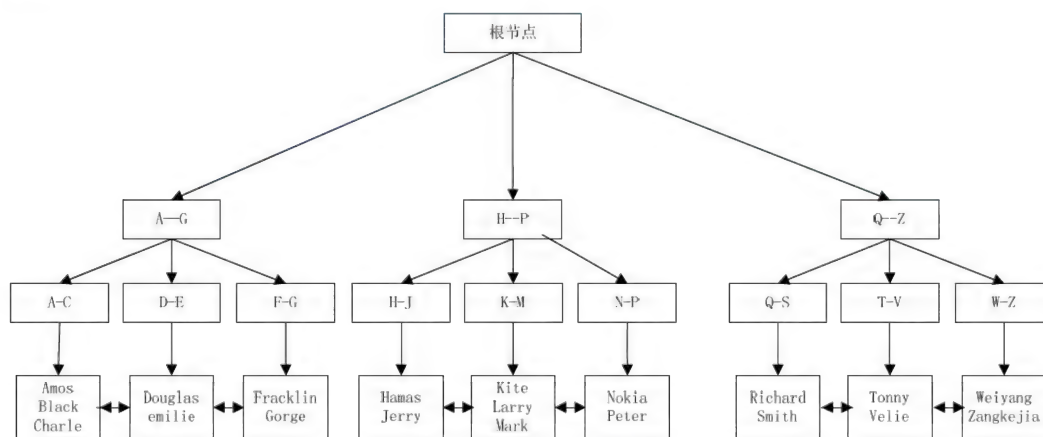 根节点
A—G
H--P
Q--Z
A-C
D-E
F-G
H-J
K-M
N-P
Q-S
T-V
W-Z
Amos
Black
Charle
Douglas
emilie
Fracklin
Gorge
Hamas
Jerry
Kite
Larry
Mark
Nokia
Peter
Richard
Smith
Tonny
Velie
Weiyang
Zangkejia